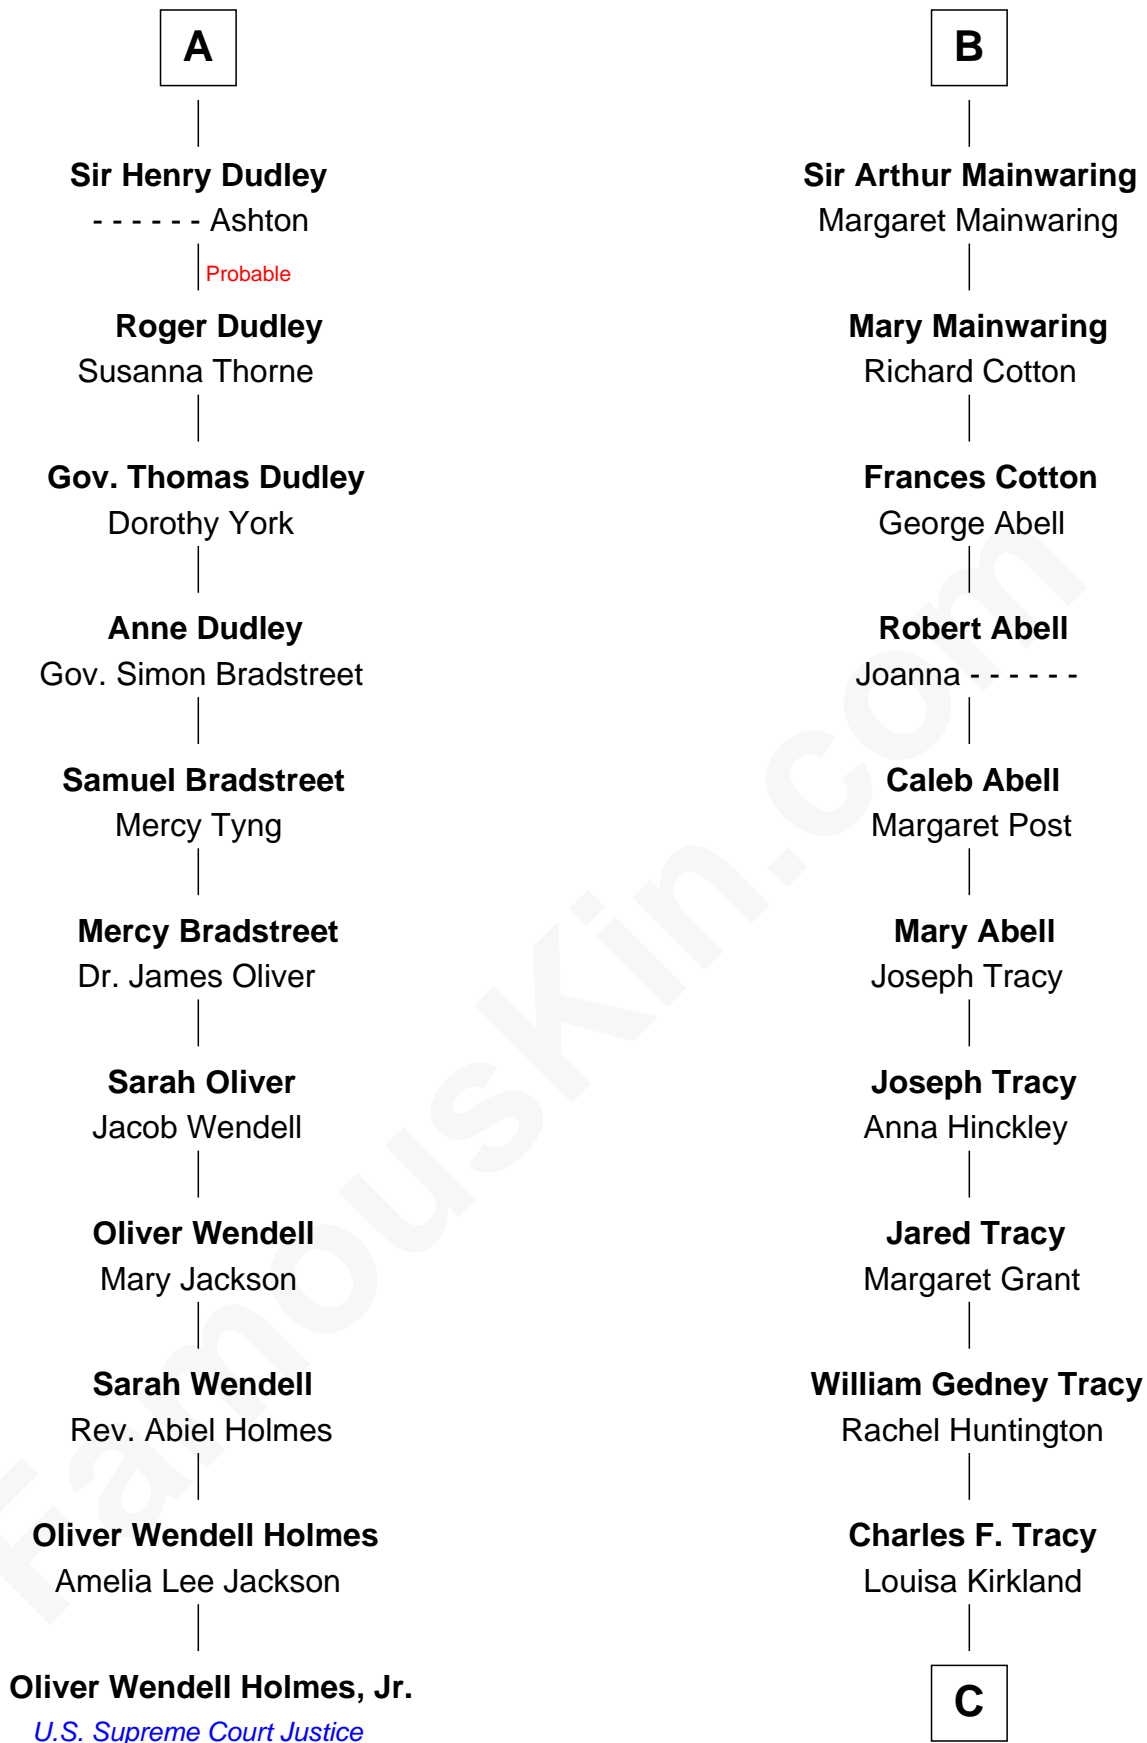 A
Sir Henry Dudley
- - - - - - Ashton
Probable
Roger Dudley
Susanna Thorne
Gov. Thomas Dudley
Dorothy York
Anne Dudley
Gov. Simon Bradstreet
Samuel Bradstreet
Mercy Tyng
Mercy Bradstreet
Dr. James Oliver
Sarah Oliver
Jacob Wendell
Oliver Wendell
Mary Jackson
Sarah Wendell
Rev. Abiel Holmes
Oliver Wendell Holmes
Amelia Lee Jackson
Oliver Wendell Holmes, Jr.
U.S. Supreme Court Justice
B
Sir Arthur Mainwaring
Margaret Mainwaring
Mary Mainwaring
Richard Cotton
Frances Cotton
George Abell
Robert Abell
Joanna - - - - - -
Caleb Abell
Margaret Post
Mary Abell
Joseph Tracy
Joseph Tracy
Anna Hinckley
Jared Tracy
Margaret Grant
William Gedney Tracy
Rachel Huntington
Charles F. Tracy
Louisa Kirkland
C
FamousKin.com